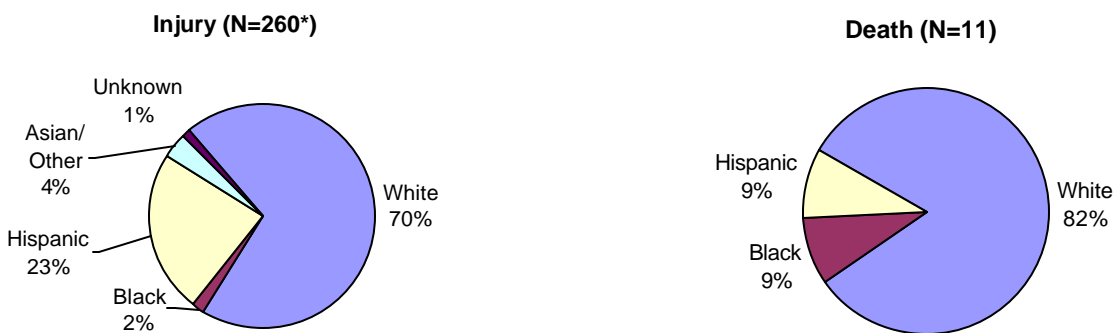 Injury (N=260*)
Unknown
1%
Asian/
Other
4%
Hispanic
23%
Black
2%
White
70%
Death (N=11)
Hispanic
9%
Black
9%
White
82%